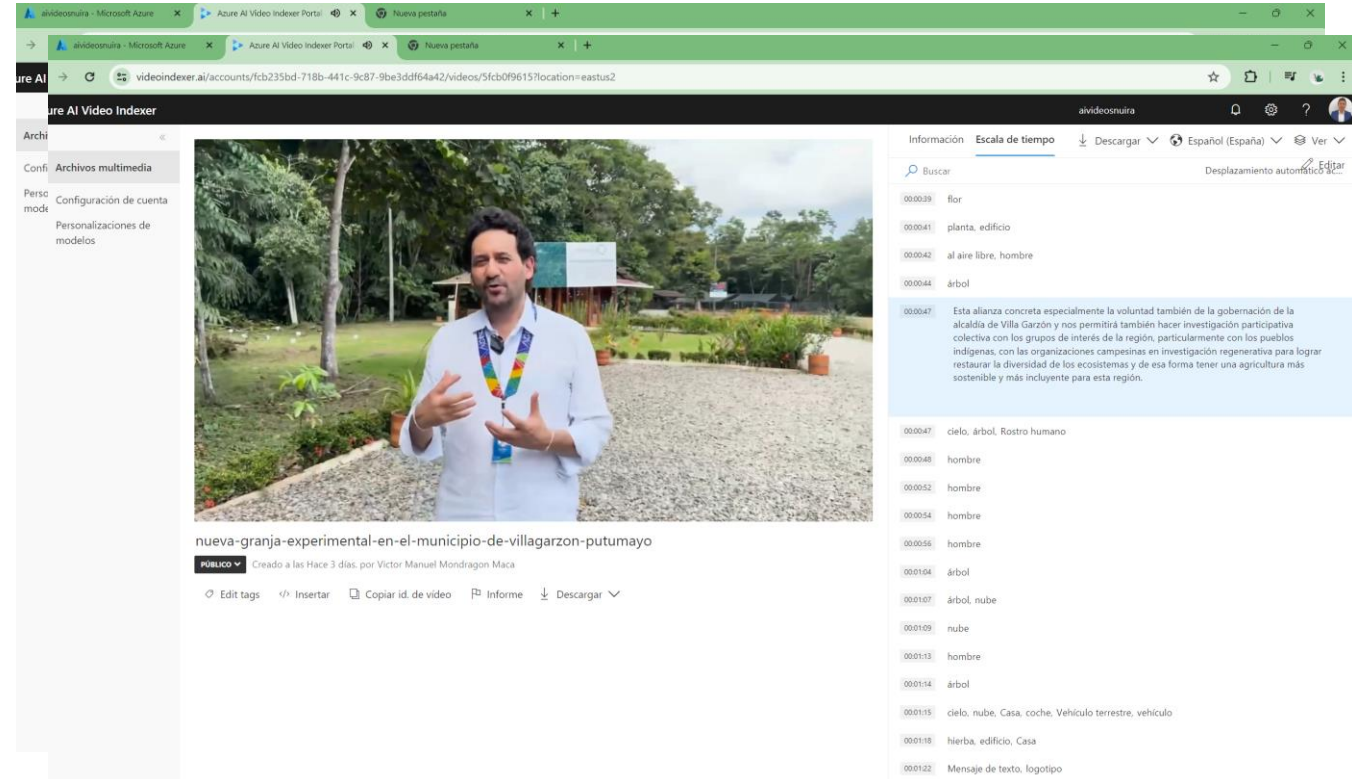 aivideosnuira - Microsoft Azure
Azure AI Video Indexer Portal
Nueva pestaña
aivideosnuira - Microsoft Azure
Azure AI Video Indexer Portal
Nueva pestaña
videoindexer.ai/accounts/fcb235bd-718b-441c-9c87-9be3ddf64a42/videos/5fcb0f9615?location=eastus2
ure AI
ure AI Video Indexer
aivideosnuira
Archi
Confi
Perso
mode
Archivos multimedia
Configuración de cuenta
Personalizaciones de
modelos
nueva-granja-experimental-en-el-municipio-de-villagarzon-putumayo
PÚBLICO Creado a las Hace 3 días, por Victor Manuel Mondragon Maca
Edit tags </> Insertar Copiar id. de vídeo Informe Descargar
Información Escala de tiempo Descargar Español (España) Ver
Editar
Buscar Desplazamiento automático ac...
00:00:39 flor
00:00:41 planta, edificio
00:00:42 al aire libre, hombre
00:00:44 árbol
00:00:47 Esta alianza concreta especialmente la voluntad también de la gobernación de la
alcaldía de Villa Garzón y nos permitirá también hacer investigación participativa
colectiva con los grupos de interés de la región, particularmente con los pueblos
indígenas, con las organizaciones campesinas en investigación regenerativa para lograr
restaurar la diversidad de los ecosistemas y de esa forma tener una agricultura más
sostenible y más incluyente para esta región.
00:00:47 cielo, árbol, Rostro humano
00:00:48 hombre
00:00:52 hombre
00:00:54 hombre
00:00:56 hombre
00:01:04 árbol
00:01:07 árbol, nube
00:01:09 nube
00:01:13 hombre
00:01:14 árbol
00:01:15 cielo, nube, Casa, coche, Vehículo terrestre, vehículo
00:01:18 hierba, edificio, Casa
00:01:22 Mensaje de texto, logotipo